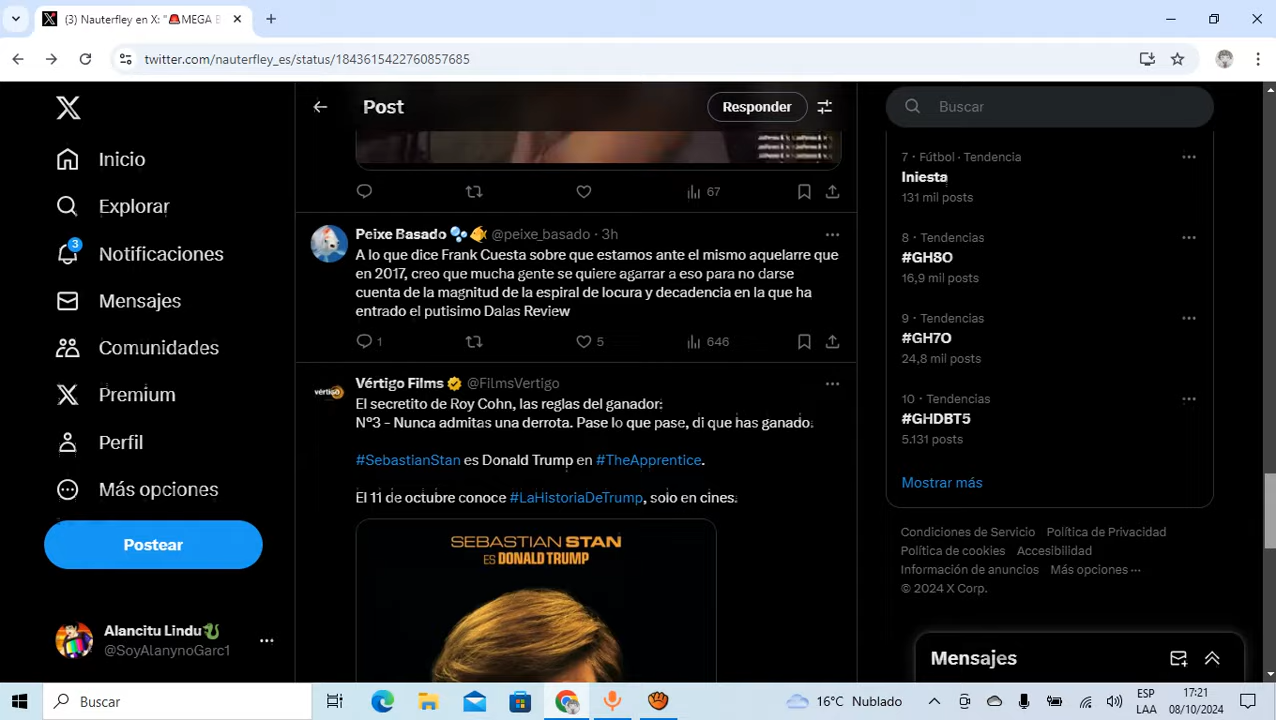 (3) Nauterfley en X: "🚨MEGA B
twitter.com/nauterfley_es/status/1843615422760857685
Inicio
Explorar
3
Notificaciones
Mensajes
Comunidades
Premium
Perfil
Más opciones
Postear
Alancitu Lindu🐉
@SoyAlanynoGarc1
Post
Responder
67
Peixe Basado 🫧🐠 @peixe_basado · 3h
A lo que dice Frank Cuesta sobre que estamos ante el mismo aquelarre que
en 2017, creo que mucha gente se quiere agarrar a eso para no darse
cuenta de la magnitud de la espiral de locura y decadencia en la que ha
entrado el putisimo Dalas Review
1
5
646
vértigo
Vértigo Films @FilmsVertigo
El secretito de Roy Cohn, las reglas del ganador:
Nº3 - Nunca admitas una derrota. Pase lo que pase, di que has ganado.
#SebastianStan es Donald Trump en #TheApprentice.
El 11 de octubre conoce #LaHistoriaDeTrump, solo en cines.
SEBASTIAN STAN
ES DONALD TRUMP
Buscar
7 · Fútbol · Tendencia
Iniesta
131 mil posts
8 · Tendencias
#GH8O
16,9 mil posts
9 · Tendencias
#GH7O
24,8 mil posts
10 · Tendencias
#GHDBT5
5.131 posts
Mostrar más
Condiciones de Servicio Política de Privacidad
Política de cookies Accesibilidad
Información de anuncios Más opciones ···
© 2024 X Corp.
Mensajes
Buscar
16°C Nublado
ESP
LAA
17:21
08/10/2024